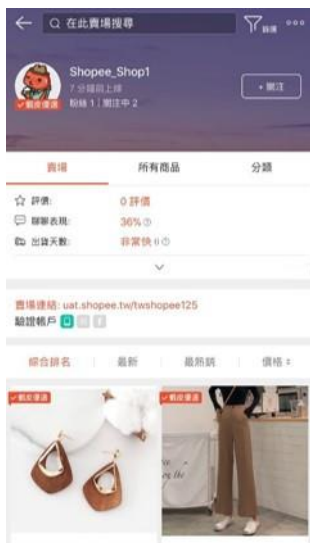 在此賣場搜尋
篩選
Shopee_Shop1
7 分鐘前上線
蝦皮優選
粉絲 1 | 關注中 2
+ 關注
賣場 所有商品 分類
評價: 0 評價
聊聊表現: 36%
出貨天數: 非常快
賣場連結: uat.shopee.tw/twshopee125
驗證帳戶
綜合排名 最新 最熱銷 價格
蝦皮優選 蝦皮優選